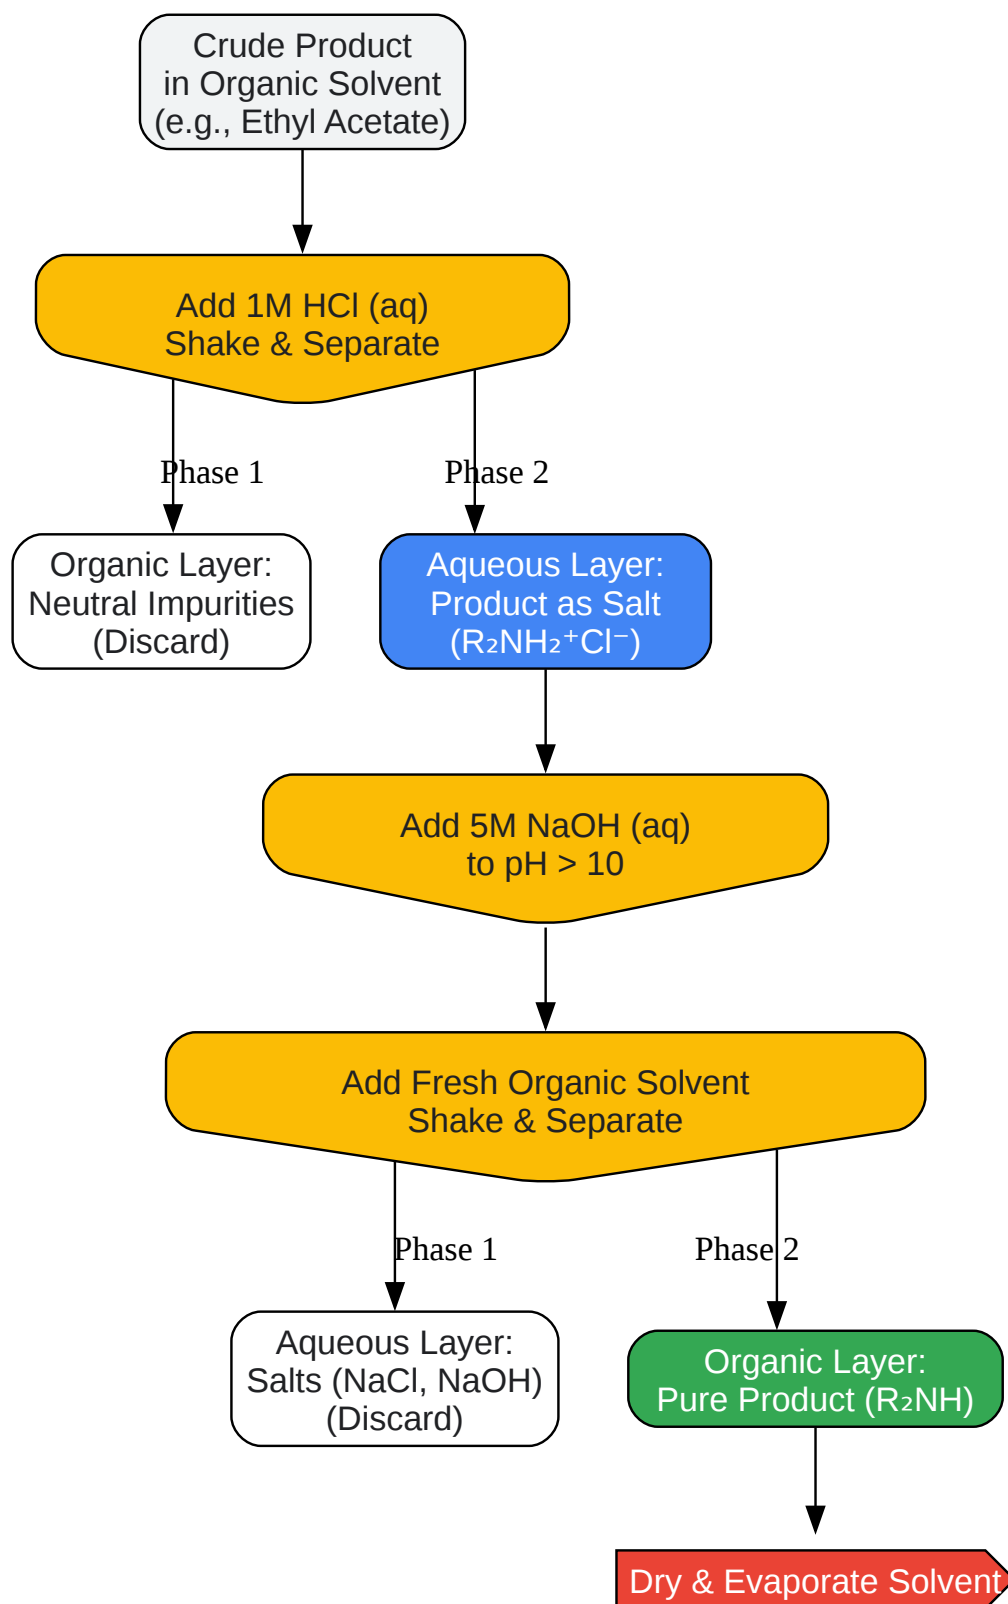 Crude Product
in Organic Solvent
(e.g., Ethyl Acetate)
Add 1M HCl (aq)
Shake & Separate
Phase 1
Phase 2
Organic Layer:
Neutral Impurities
(Discard)
Aqueous Layer:
Product as Salt
(R₂NH₂⁺Cl⁻)
Add 5M NaOH (aq)
to pH > 10
Add Fresh Organic Solvent
Shake & Separate
Phase 1
Phase 2
Aqueous Layer:
Salts (NaCl, NaOH)
(Discard)
Organic Layer:
Pure Product (R₂NH)
Dry & Evaporate Solvent